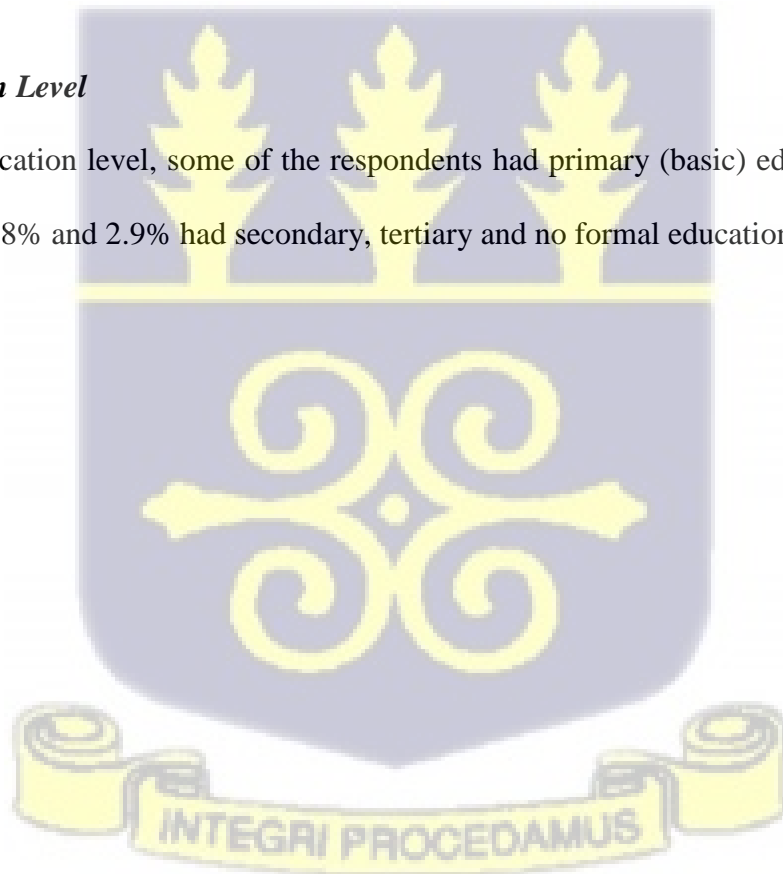 n Level
cation level, some of the respondents had primary (basic) ed
8% and 2.9% had secondary, tertiary and no formal education
INTEGRI PROCEDAMUS